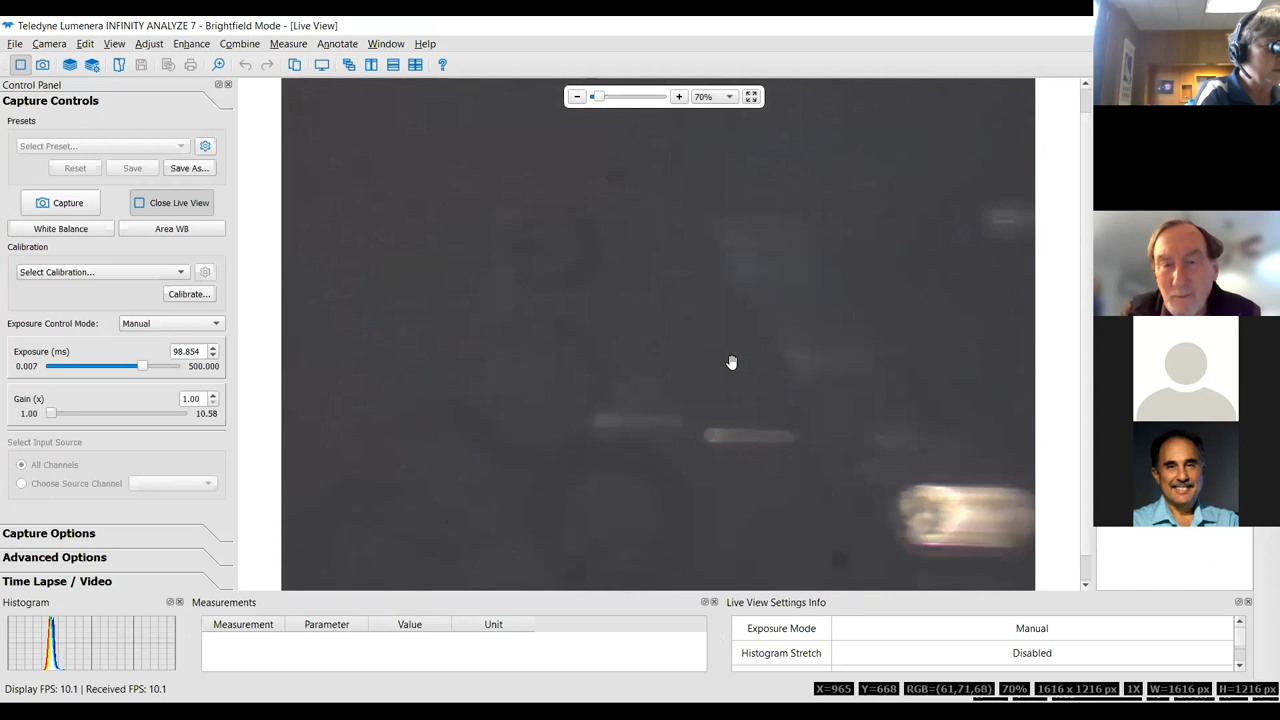 Teledyne Lumenera INFINITY ANALYZE 7 - Brightfield Mode - [Live View]
File Camera Edit View Adjust Enhance Combine Measure Annotate Window Help
Control Panel
Capture Controls
70%
Presets
Select Preset...
Reset Save Save As...
Capture Close Live View
White Balance Area WB
Calibration
Select Calibration...
Calibrate...
Exposure Control Mode: Manual
Exposure (ms) 98.854
0.007 500.000
Gain (x) 1.00
1.00 10.58
Select Input Source
All Channels
Choose Source Channel
Capture Options
Advanced Options
Time Lapse / Video
Histogram Measurements Live View Settings Info
Measurement Parameter Value Unit
Exposure Mode Manual
Histogram Stretch Disabled
Display FPS: 10.1 | Received FPS: 10.1
X=965 Y=668 RGB=(61,71,68) 70% 1616 x 1216 px 1X W=1616 px H=1216 px